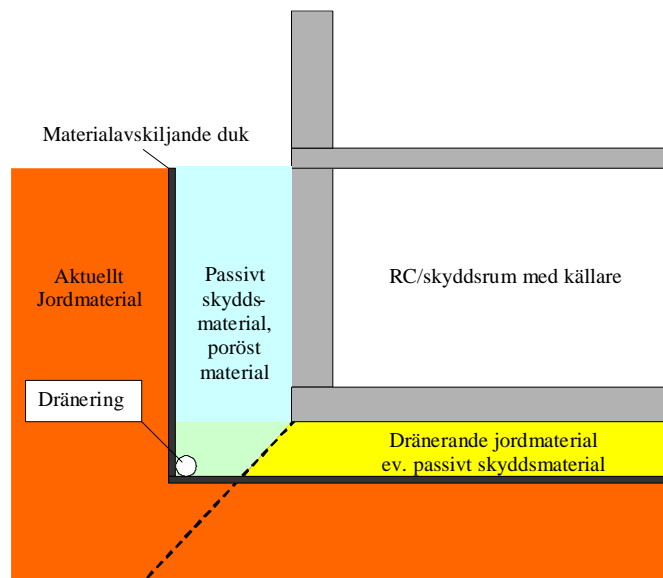 Materialavskiljande duk
Aktuellt
Jordmaterial
Passivt
skydds-
material,
poröst
material
RC/skyddsrum med källare
Dränering
Dränerande jordmaterial
ev. passivt skyddsmaterial